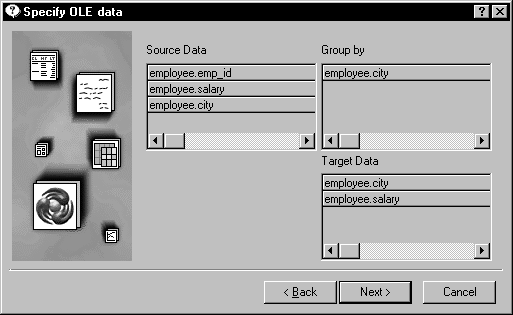 Specify OLE data
Source Data
employee.emp_id
employee.salary
employee.city
Group by
employee.city
Target Data
employee.city
employee.salary
< Back
Next >
Cancel